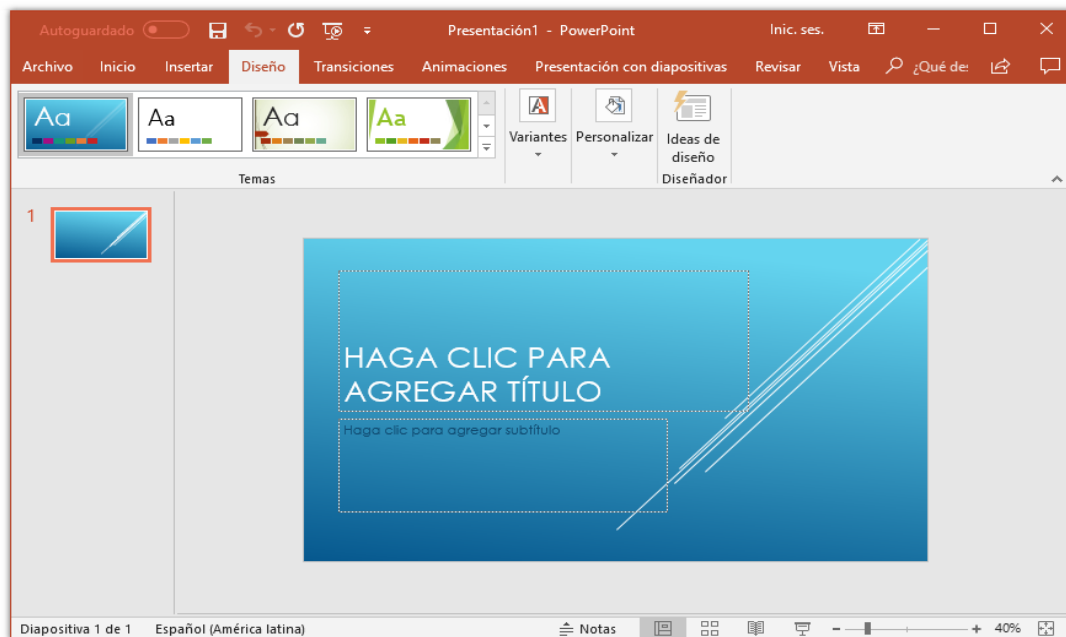 Autoguardado
Presentación1 - PowerPoint
Inic. ses.
Archivo Inicio Insertar Diseño Transiciones Animaciones Presentación con diapositivas Revisar Vista ¿Qué de
Aa Aa Aa Aa
A
Variantes Personalizar Ideas de
diseño
Temas Diseñador
1
HAGA CLIC PARA
AGREGAR TÍTULO
Haga clic para agregar subtítulo
Diapositiva 1 de 1 Español (América latina) Notas 40%